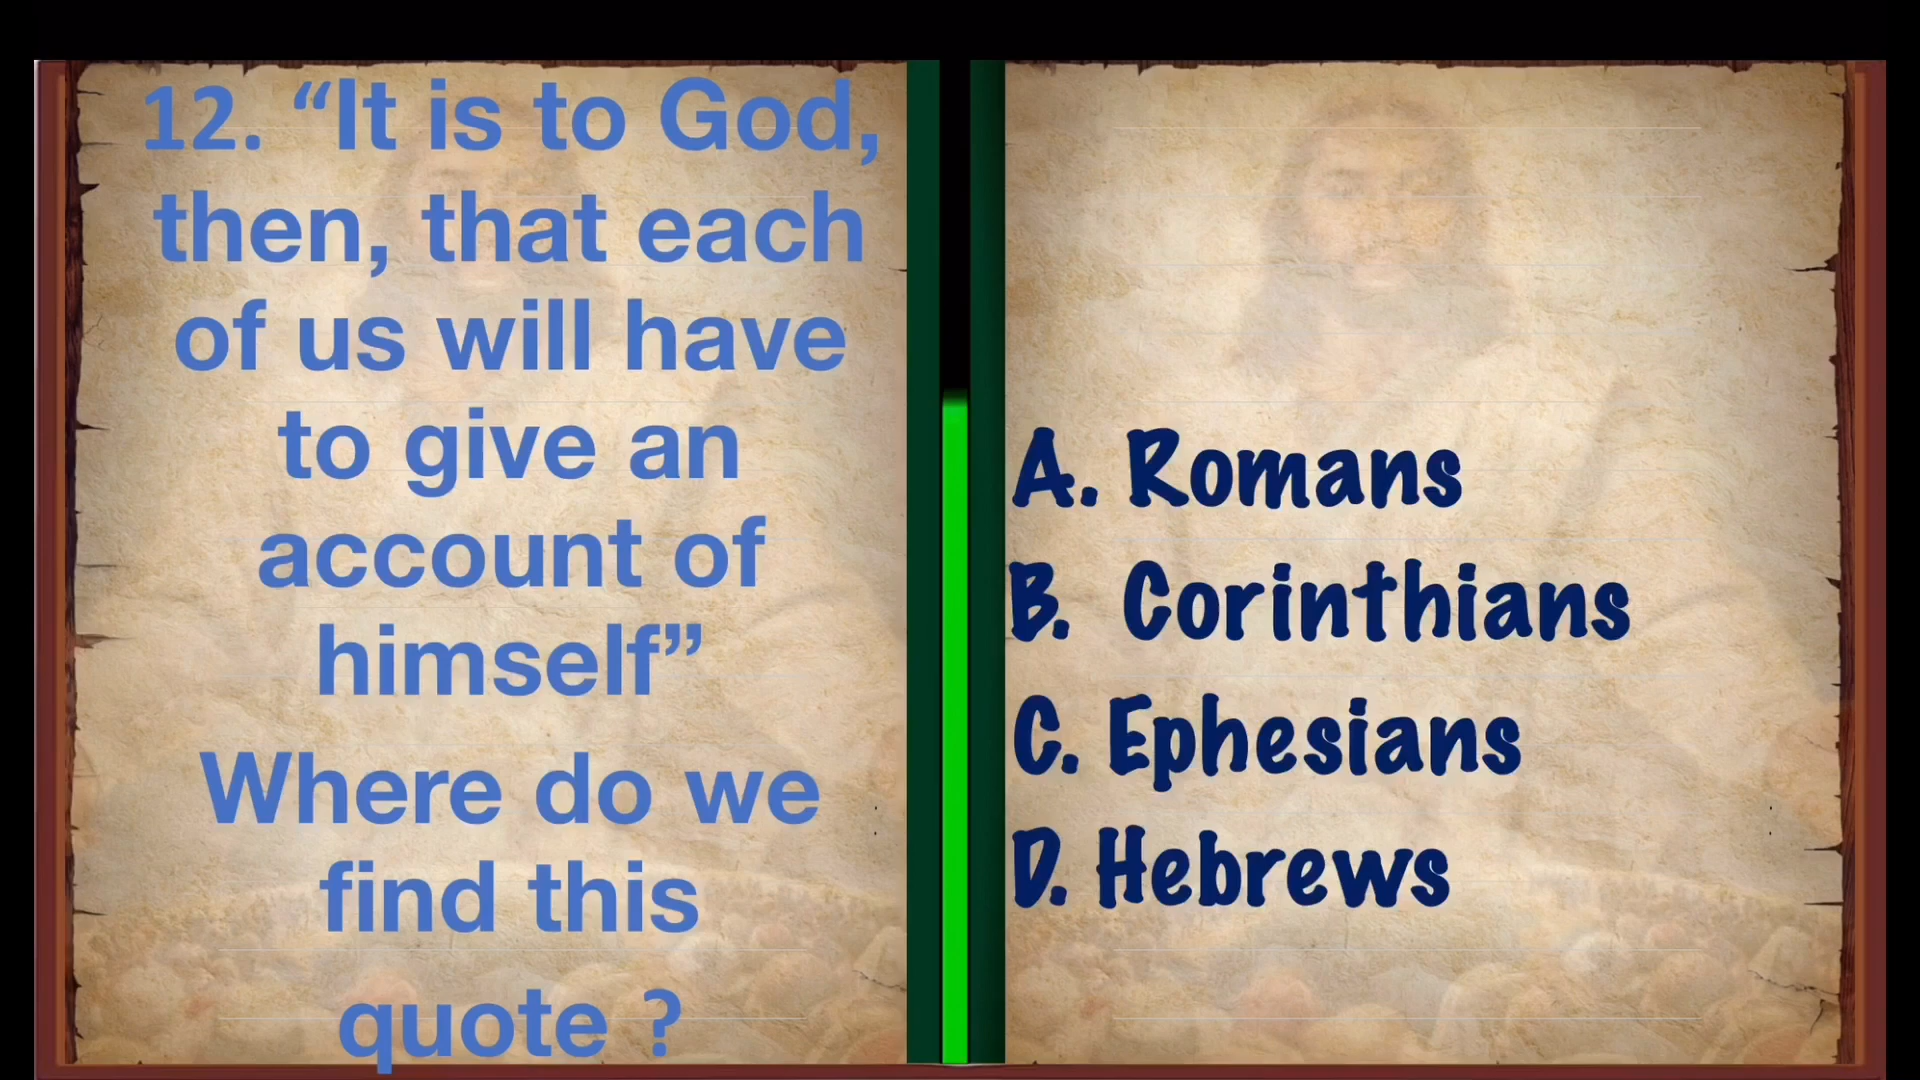 12. “It is to God,
then, that each
of us will have
to give an
account of
himself”
Where do we
find this
quote ?
A. Romans
B. Corinthians
C. Ephesians
D. Hebrews